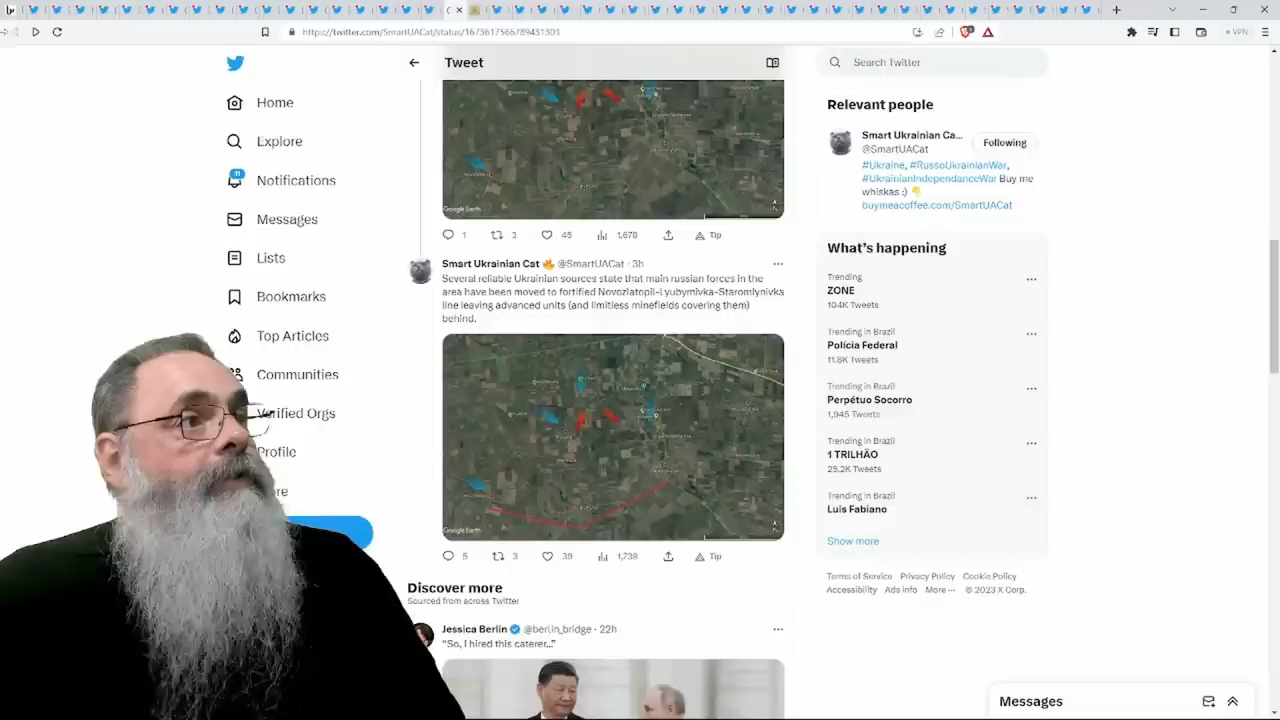 https://twitter.com/SmartUACat/status/1673617566789431301
VPN
Home
Explore
11
Notifications
Messages
Lists
Bookmarks
Top Articles
Communities
Verified Orgs
Profile
Tweet
Google Earth
1
3
45
1,678
Tip
Smart Ukrainian Cat 🔥 @SmartUACat · 3h
Several reliable Ukrainian sources state that main russian forces in the
area have been moved to fortified Novozlatopil-Lyubymivka-Staromlynivka
line leaving advanced units (and limitless minefields covering them)
behind.
Google Earth
5
3
39
1,738
Tip
Discover more
Sourced from across Twitter
Jessica Berlin @berlin_bridge · 22h
“So, I hired this caterer...”
Search Twitter
Relevant people
Smart Ukrainian Ca...
@SmartUACat
Following
#Ukraine, #RussoUkrainianWar,
#UkrainianIndependanceWar Buy me
whiskas :) 👇
buymeacoffee.com/SmartUACat
What's happening
Trending
ZONE
104K Tweets
Trending in Brazil
Polícia Federal
11.8K Tweets
Trending in Brazil
Perpétuo Socorro
1,945 Tweets
Trending in Brazil
1 TRILHÃO
25.2K Tweets
Trending in Brazil
Luis Fabiano
Show more
Terms of Service Privacy Policy Cookie Policy
Accessibility Ads info More ··· © 2023 X Corp.
Messages